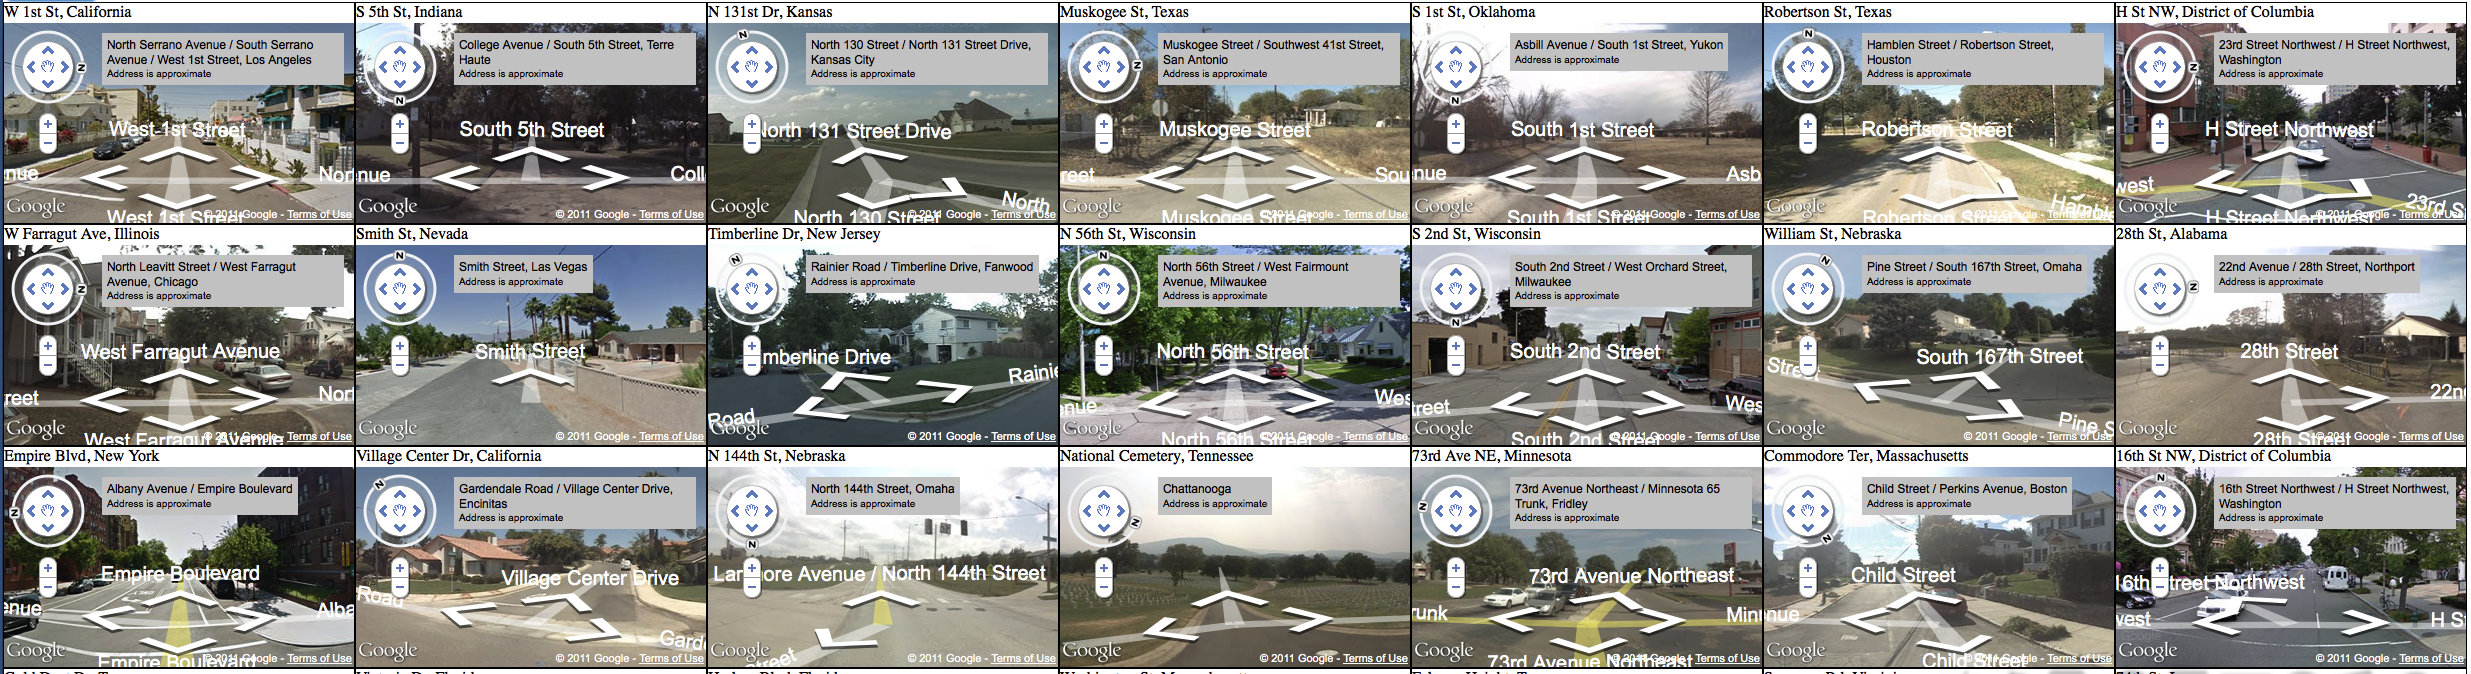 W 1st St, California
North Serrano Avenue / South Serrano
Avenue / West 1st Street, Los Angeles
Address is approximate
N
West 1st Street
nue
Nor
West 1st Street
Google
© 2011 Google - Terms of Use
S 5th St, Indiana
College Avenue / South 5th Street, Terre
Haute
Address is approximate
N
South 5th Street
nue
Coll
Google
© 2011 Google - Terms of Use
N 131st Dr, Kansas
N
North 130 Street / North 131 Street Drive,
Kansas City
Address is approximate
North 131 Street Drive
North
North 130 Street
Google
© 2011 Google - Terms of Use
Muskogee St, Texas
Muskogee Street / Southwest 41st Street,
San Antonio
Address is approximate
N
Muskogee Street
reet
Sou
Muskogee Street
Google
© 2011 Google - Terms of Use
S 1st St, Oklahoma
Asbill Avenue / South 1st Street, Yukon
Address is approximate
N
South 1st Street
nue
Asb
South 1st Street
Google
© 2011 Google - Terms of Use
Robertson St, Texas
N
Hamblen Street / Robertson Street,
Houston
Address is approximate
Robertson Street
Hamble
Robertson S
Google
© 2011 Google - Terms of Use
H St NW, District of Columbia
23rd Street Northwest / H Street Northwest,
Washington
Address is approximate
N
H Street Northwest
west
23rd S
H Street Northwest
Google
© 2011 Google - Terms of Use
W Farragut Ave, Illinois
North Leavitt Street / West Farragut
Avenue, Chicago
Address is approximate
N
West Farragut Avenue
reet
Nort
West Farragut Avenue
Google
© 2011 Google - Terms of Use
Smith St, Nevada
N
Smith Street, Las Vegas
Address is approximate
Smith Street
Google
© 2011 Google - Terms of Use
Timberline Dr, New Jersey
N
Rainier Road / Timberline Drive, Fanwood
Address is approximate
mberline Drive
Rainie
Road
Google
© 2011 Google - Terms of Use
N 56th St, Wisconsin
N
North 56th Street / West Fairmount
Avenue, Milwaukee
Address is approximate
North 56th Street
nue
Wes
North 56th Street
Google
© 2011 Google - Terms of Use
S 2nd St, Wisconsin
South 2nd Street / West Orchard Street,
Milwaukee
Address is approximate
N
South 2nd Street
treet
Wes
South 2nd Street
Google
© 2011 Google - Terms of Use
William St, Nebraska
N
Pine Street / South 167th Street, Omaha
Address is approximate
South 167th Street
Street
Pine S
Google
© 2011 Google - Terms of Use
28th St, Alabama
22nd Avenue / 28th Street, Northport
Address is approximate
N
28th Street
22n
28th Street
Google
© 2011 Google - Terms of Use
Empire Blvd, New York
Albany Avenue / Empire Boulevard
Address is approximate
N
Empire Boulevard
enue
Alba
Empire Boulevard
Google
© 2011 Google - Terms of Use
Village Center Dr, California
N
Gardendale Road / Village Center Drive,
Encinitas
Address is approximate
Village Center Drive
Road
Gard
Google
© 2011 Google - Terms of Use
N 144th St, Nebraska
North 144th Street, Omaha
Address is approximate
N
Larimore Avenue / North 144th Street
Street
Google
© 2011 Google - Terms of Use
National Cemetery, Tennessee
Chattanooga
Address is approximate
N
Google
© 2011 Google - Terms of Use
73rd Ave NE, Minnesota
73rd Avenue Northeast / Minnesota 65
Trunk, Fridley
Address is approximate
N
73rd Avenue Northeast
runk
Minn
73rd Avenue Northeast
Google
© 2011 Google - Terms of Use
Commodore Ter, Massachusetts
Child Street / Perkins Avenue, Boston
Address is approximate
N
Child Street
nue
Child Street
Google
© 2011 Google - Terms of Use
16th St NW, District of Columbia
N
16th Street Northwest / H Street Northwest,
Washington
Address is approximate
16th Street Northwest
west
H S
Google
© 2011 Google - Terms of Use